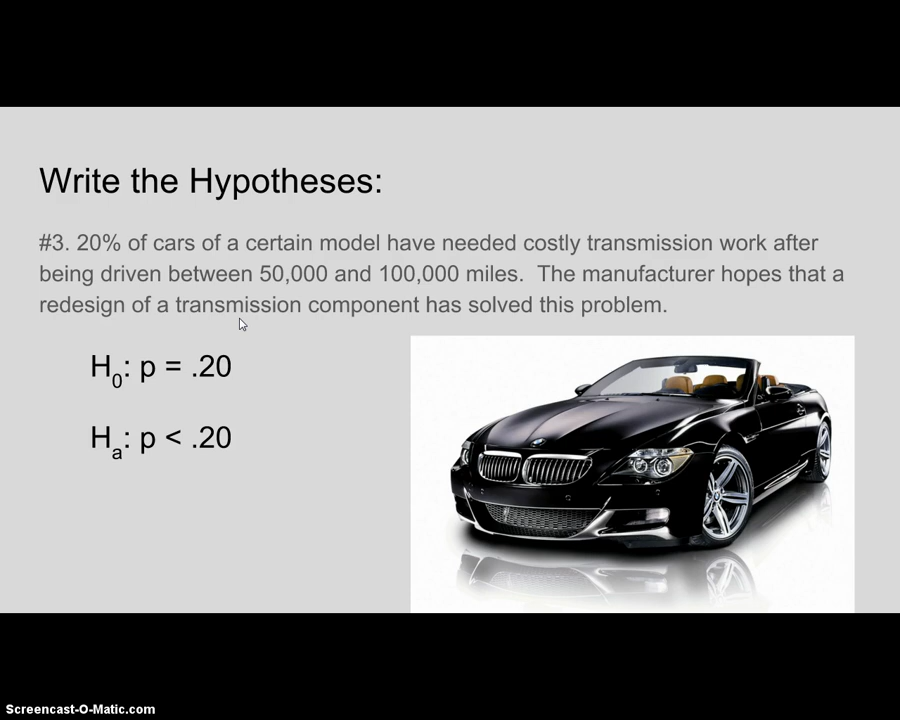 Write the Hypotheses:
#3. 20% of cars of a certain model have needed costly transmission work after
being driven between 50,000 and 100,000 miles.  The manufacturer hopes that a
redesign of a transmission component has solved this problem.
H₀: p = .20
Hₐ: p < .20
Screencast-O-Matic.com